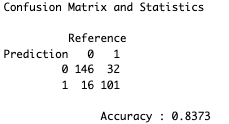 Confusion Matrix and Statistics
Reference
Prediction 0 1
0 146 32
1 16 101
Accuracy : 0.8373